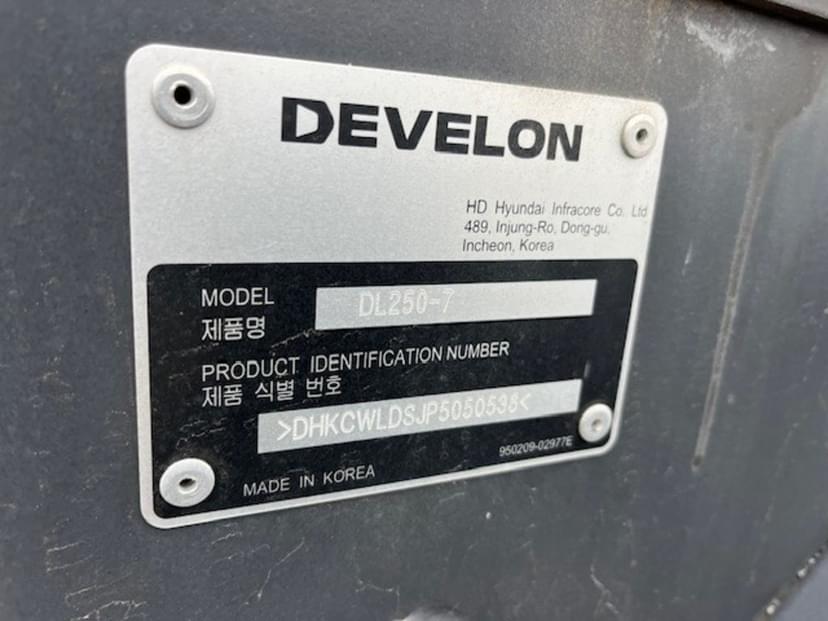 DEVELON
HD Hyundai Infracore Co. Ltd
489, Injung-Ro, Dong-gu,
Incheon, Korea
MODEL DL250-7
제품명
PRODUCT IDENTIFICATION NUMBER
제품 식별 번호
>DHKCWLDSJP5050538<
950209-02977E
MADE IN KOREA